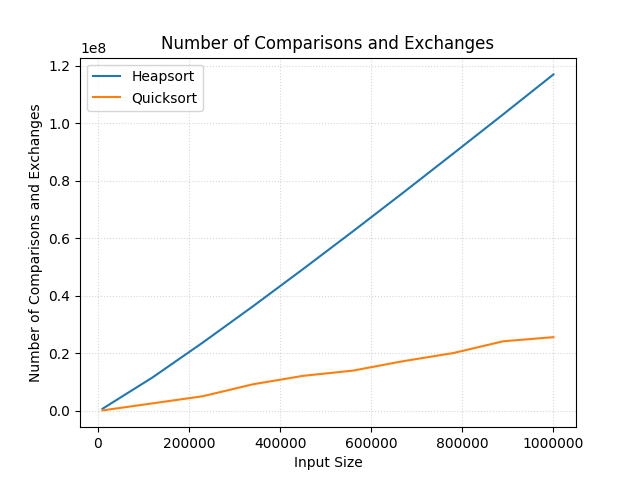 Number of Comparisons and Exchanges
1e8
Heapsort
Quicksort
1.2
1.0
0.8
0.6
0.4
0.2
0.0
Number of Comparisons and Exchanges
0 200000 400000 600000 800000 1000000
Input Size